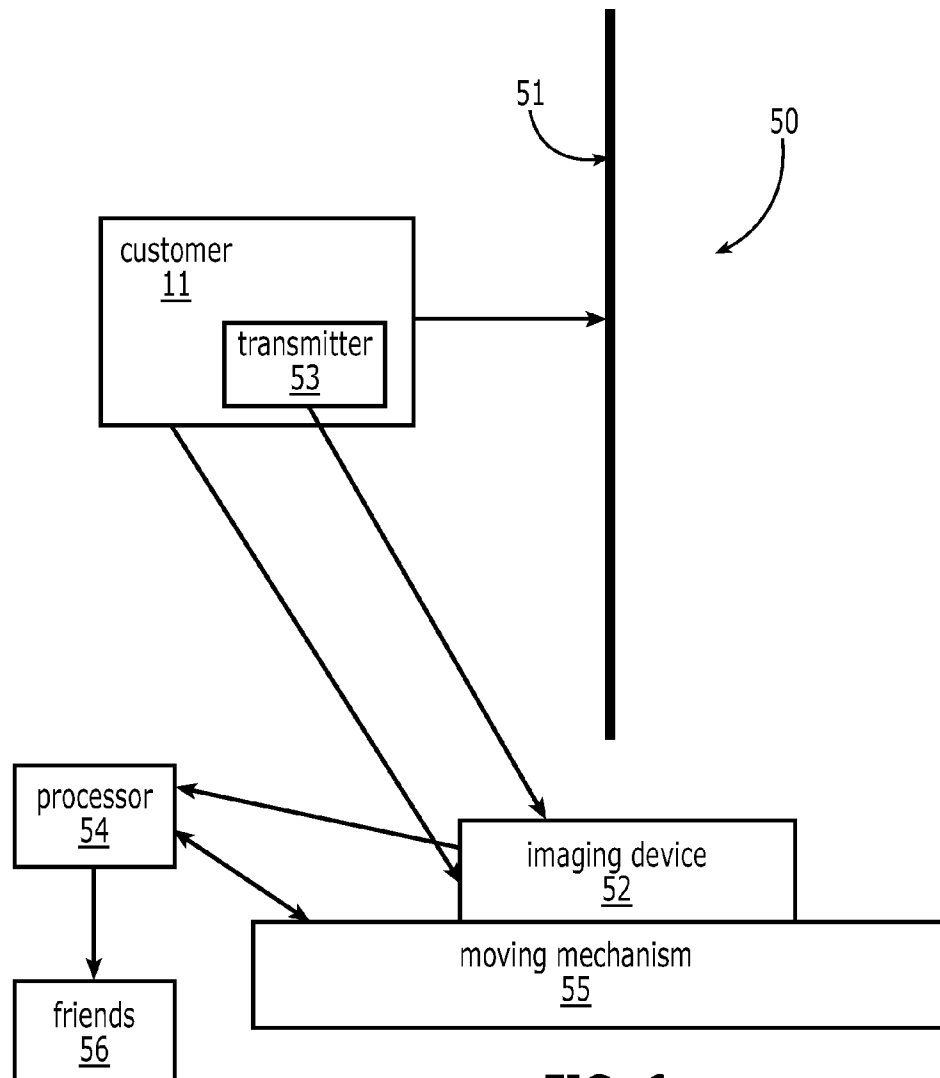 51
50
customer
11
transmitter
53
processor
54
imaging device
52
moving mechanism
55
friends
56